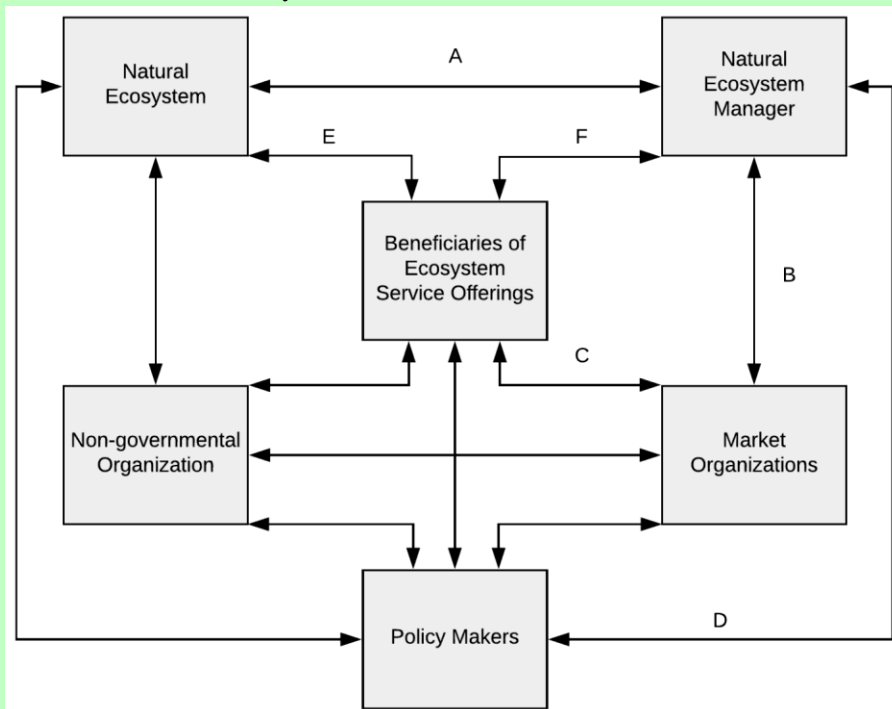 Natural
Ecosystem
A
Natural
Ecosystem
Manager
E
F
Beneficiaries of
Ecosystem
Service Offerings
B
C
Non-governmental
Organization
Market
Organizations
Policy Makers
D